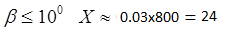 β ≤ 10⁰ X ≈ 0.03x800 = 24